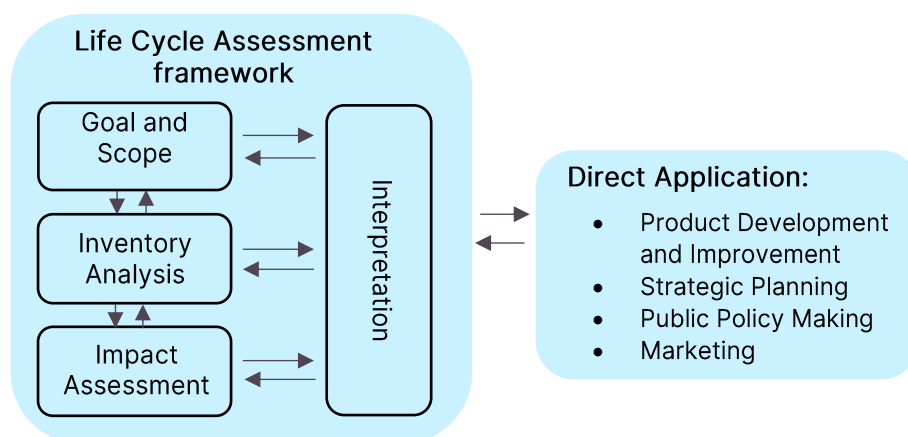 Life Cycle Assessment
framework
Goal and
Scope
Inventory
Analysis
Impact
Assessment
Interpretation
Direct Application:
• Product Development
and Improvement
• Strategic Planning
• Public Policy Making
• Marketing